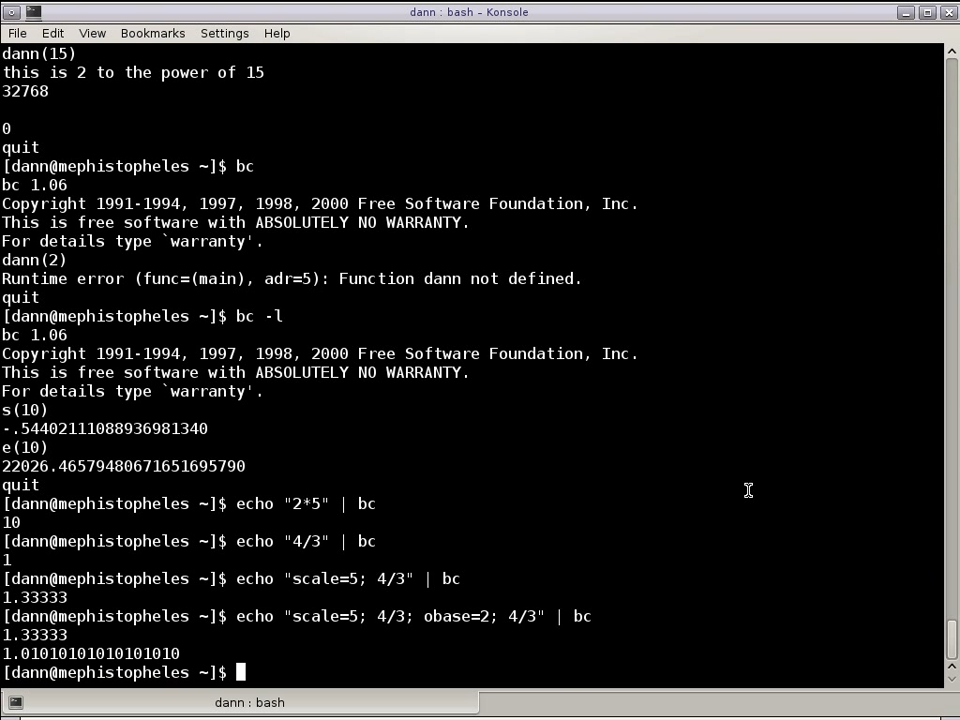 dann : bash - Konsole
File Edit View Bookmarks Settings Help
dann(15)
this is 2 to the power of 15
32768
0
quit
[dann@mephistopheles ~]$ bc
bc 1.06
Copyright 1991-1994, 1997, 1998, 2000 Free Software Foundation, Inc.
This is free software with ABSOLUTELY NO WARRANTY.
For details type `warranty'.
dann(2)
Runtime error (func=(main), adr=5): Function dann not defined.
quit
[dann@mephistopheles ~]$ bc -l
bc 1.06
Copyright 1991-1994, 1997, 1998, 2000 Free Software Foundation, Inc.
This is free software with ABSOLUTELY NO WARRANTY.
For details type `warranty'.
s(10)
-.54402111088936981340
e(10)
22026.46579480671651695790
quit
[dann@mephistopheles ~]$ echo "2*5" | bc
10
[dann@mephistopheles ~]$ echo "4/3" | bc
1
[dann@mephistopheles ~]$ echo "scale=5; 4/3" | bc
1.33333
[dann@mephistopheles ~]$ echo "scale=5; 4/3; obase=2; 4/3" | bc
1.33333
1.01010101010101010
[dann@mephistopheles ~]$
dann : bash